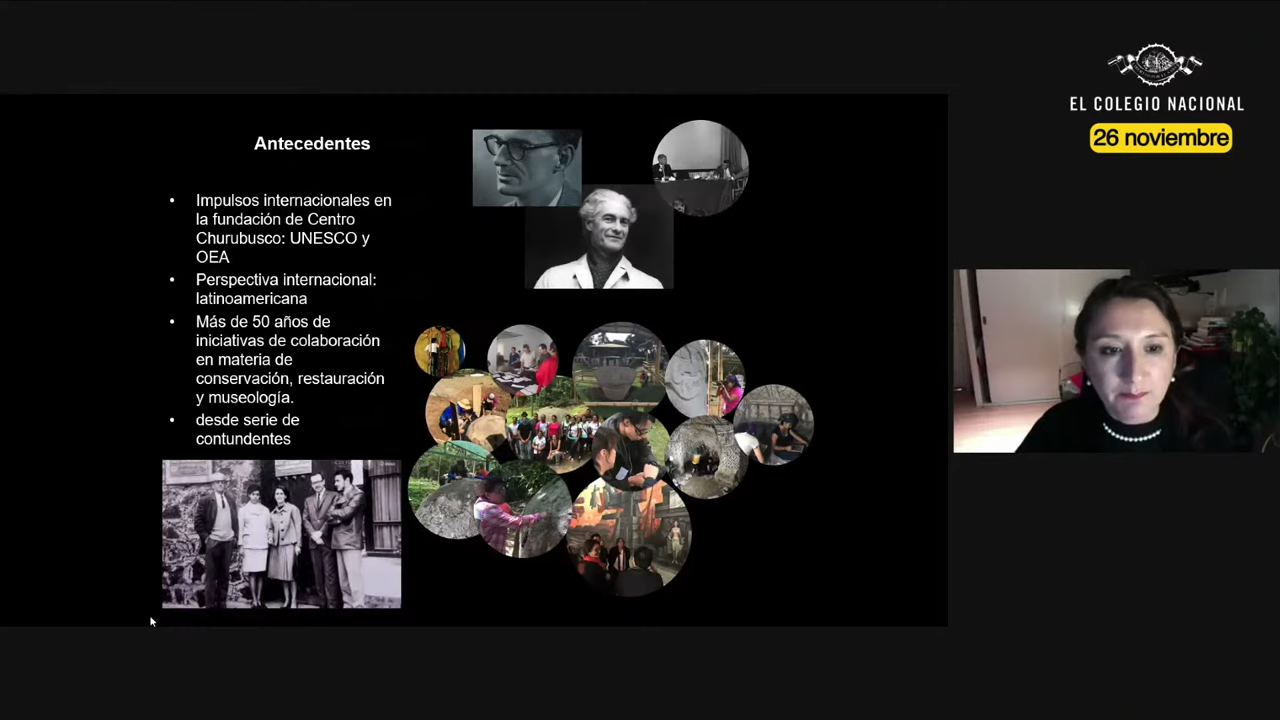 EL COLEGIO NACIONAL
26 noviembre
Antecedentes
• Impulsos internacionales en
la fundación de Centro
Churubusco: UNESCO y
OEA
• Perspectiva internacional:
latinoamericana
• Más de 50 años de
iniciativas de colaboración
en materia de
conservación, restauración
y museología.
• desde serie de
contundentes